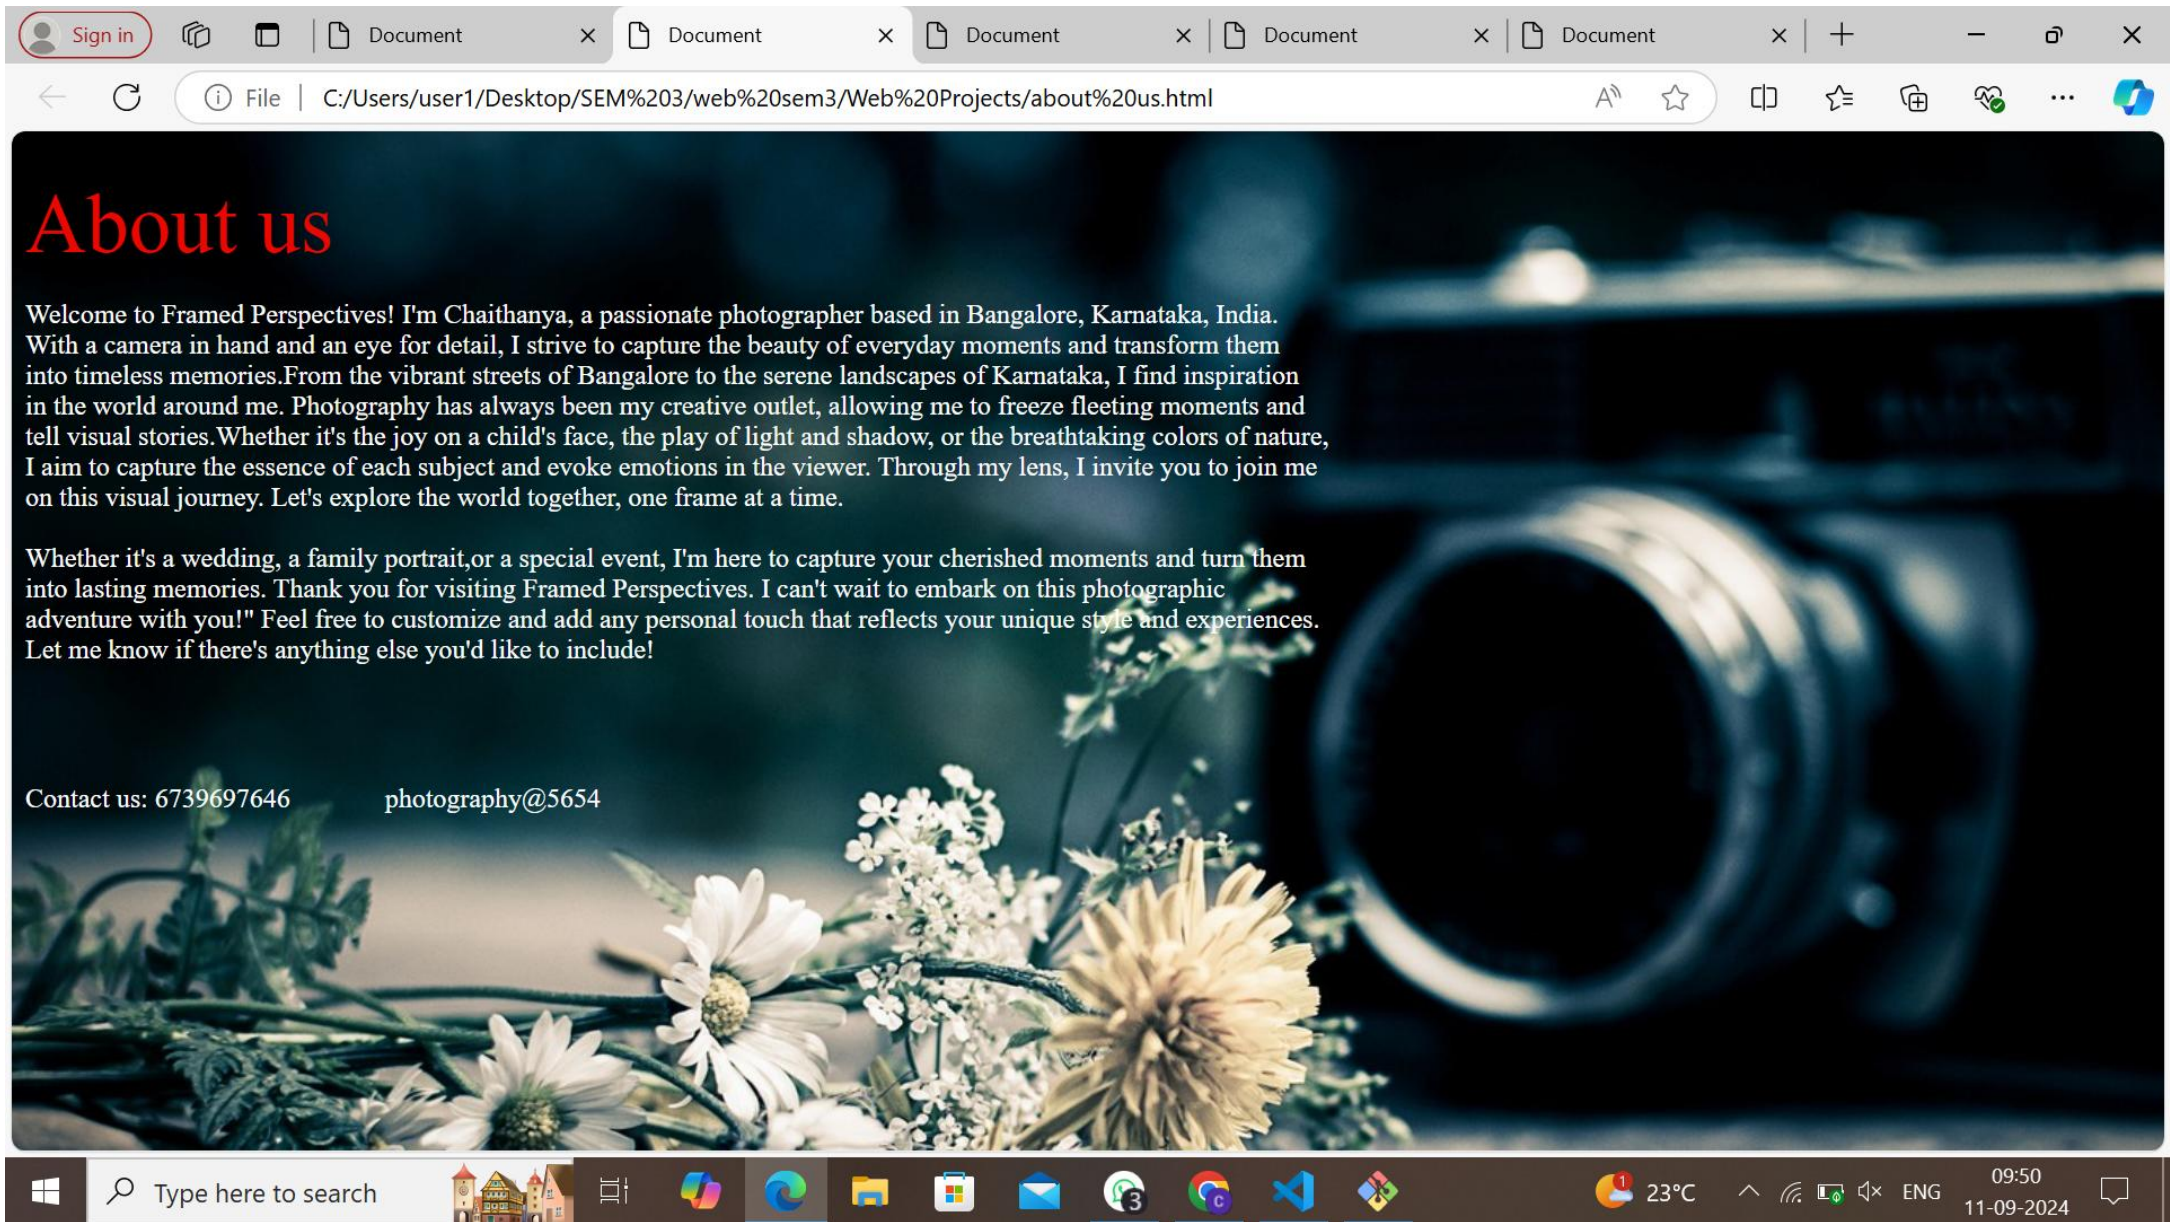 Sign in
Document
Document
Document
Document
Document
File
C:/Users/user1/Desktop/SEM%203/web%20sem3/Web%20Projects/about%20us.html
About us
Welcome to Framed Perspectives! I'm Chaithanya, a passionate photographer based in Bangalore, Karnataka, India.
With a camera in hand and an eye for detail, I strive to capture the beauty of everyday moments and transform them
into timeless memories.From the vibrant streets of Bangalore to the serene landscapes of Karnataka, I find inspiration
in the world around me. Photography has always been my creative outlet, allowing me to freeze fleeting moments and
tell visual stories.Whether it's the joy on a child's face, the play of light and shadow, or the breathtaking colors of nature,
I aim to capture the essence of each subject and evoke emotions in the viewer. Through my lens, I invite you to join me
on this visual journey. Let's explore the world together, one frame at a time.
Whether it's a wedding, a family portrait,or a special event, I'm here to capture your cherished moments and turn them
into lasting memories. Thank you for visiting Framed Perspectives. I can't wait to embark on this photographic
adventure with you!" Feel free to customize and add any personal touch that reflects your unique style and experiences.
Let me know if there's anything else you'd like to include!
Contact us: 6739697646 photography@5654
Type here to search
3
C
1
23°C
ENG
09:50
11-09-2024